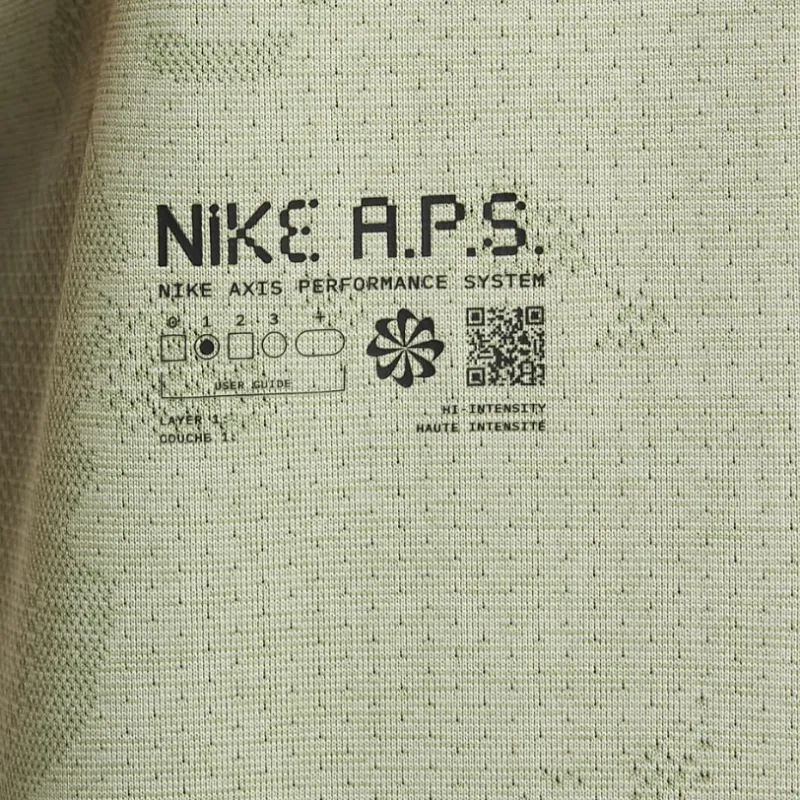 NIKE A.P.S.
NIKE AXIS PERFORMANCE SYSTEM
0 1 2 3 +
USER GUIDE
LAYER 1:
COUCHE 1:
HI-INTENSITY
HAUTE INTENSITÉ